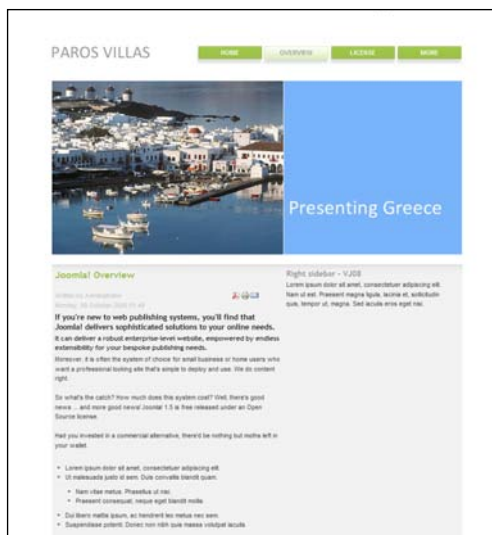 PAROS VILLAS
HOME
OVERVIEW
LICENSE
MORE
Presenting Greece
Joomla! Overview
Written by Administrator
If you're new to web publishing systems, you'll find that
Joomla! delivers sophisticated solutions to your online needs.
It can deliver a robust enterprise-level website, empowered by endless
extensibility for your bespoke publishing needs.
Moreover, it is often the system of choice for small business or home users who
want a professional looking site that's simple to deploy and use. We do content
right.
So what's the catch? How much does this system cost? Well, there's good
news ... and more good news! Joomla! 1.5 is free released under an Open
Source license.
Had you invested in a commercial alternative, there'd be nothing but moths left in
your wallet.
Lorem ipsum dolor sit amet, consectetuer adipiscing elit.
Ut malesuada justo id sem. Duis convallis blandit quam.
Nam vitae metus. Phasellus ut nisi.
Praesent consequat, neque eget blandit mollis
Dui libero mattis ipsum, ac hendrerit leo metus nec sem.
Suspendisse potenti. Donec non nibh quis massa volutpat iaculis
Right sidebar - VJ08
Lorem ipsum dolor sit amet, consectetuer adipiscing elit.
Nam ut est. Praesent magna ligula, lacinia et, sollicitudin
quis, tempor ut, magna. Sed iaculis eros eget nisi.